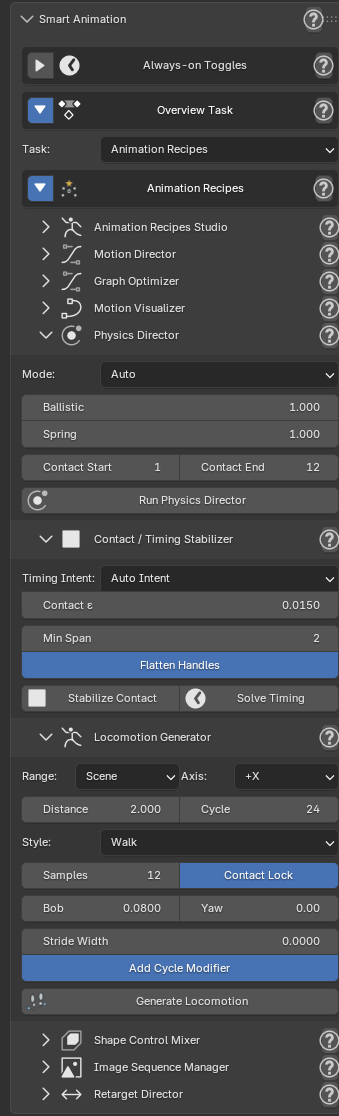 Smart Animation
Always-on Toggles
Overview Task
Task: Animation Recipes
Animation Recipes
Animation Recipes Studio
Motion Director
Graph Optimizer
Motion Visualizer
Physics Director
Mode: Auto
Ballistic 1.000
Spring 1.000
Contact Start 1 Contact End 12
Run Physics Director
Contact / Timing Stabilizer
Timing Intent: Auto Intent
Contact ε 0.0150
Min Span 2
Flatten Handles
Stabilize Contact Solve Timing
Locomotion Generator
Range: Scene Axis: +X
Distance 2.000 Cycle 24
Style: Walk
Samples 12 Contact Lock
Bob 0.0800 Yaw 0.00
Stride Width 0.0000
Add Cycle Modifier
Generate Locomotion
Shape Control Mixer
Image Sequence Manager
Retarget Director